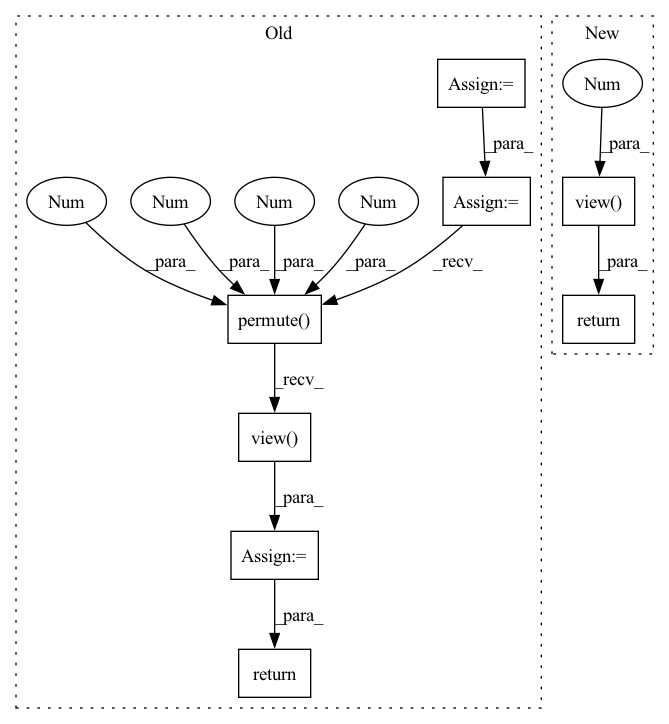 Old
New
Assign:=
Num
_para_
_para_
Num
Num
Num
Num
Assign:=
view()
_para_
_para_
_para_
_para_
_recv_
_para_
permute()
return
_recv_
view()
_para_
Assign:=
_para_
return